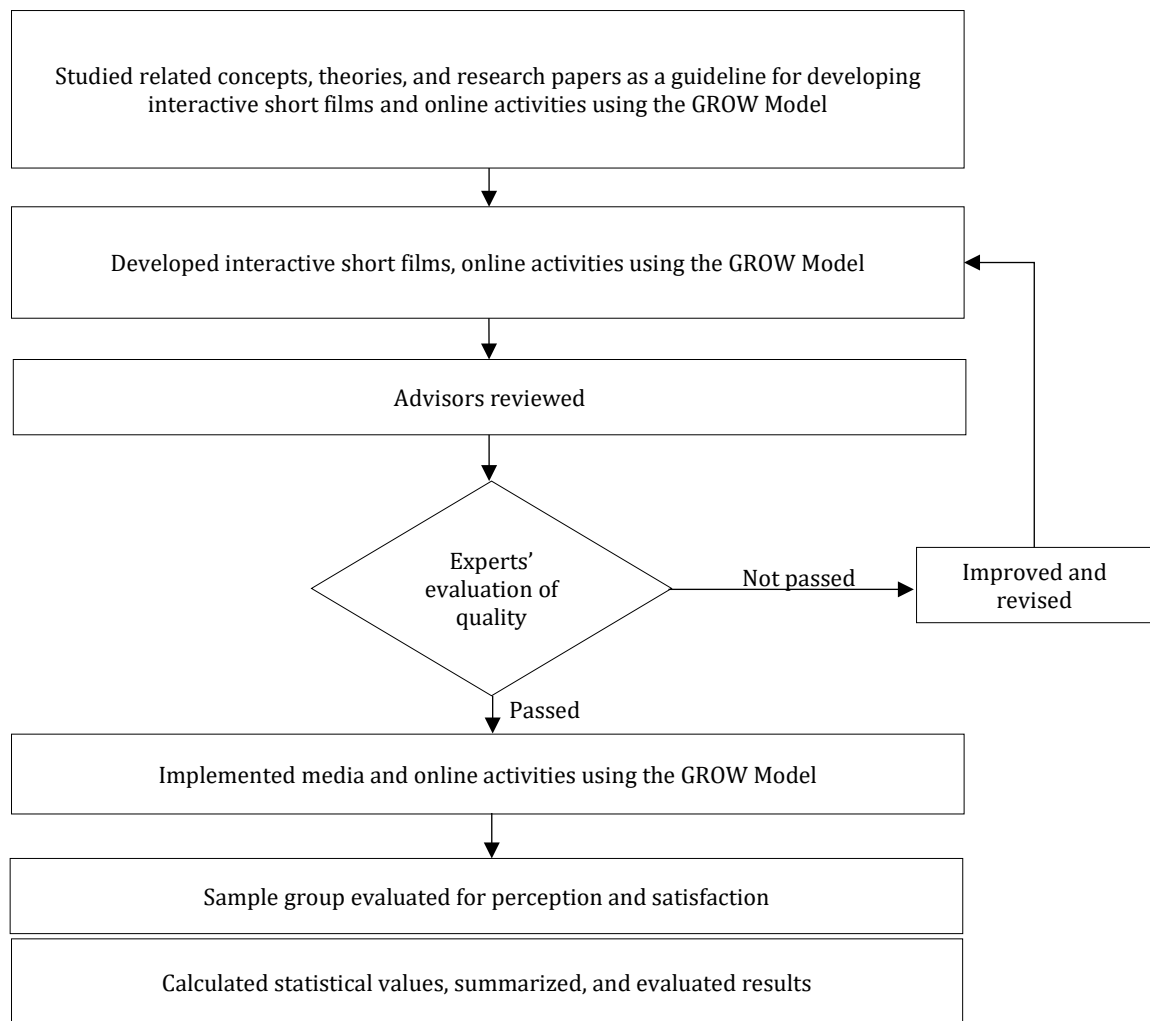 Studied related concepts, theories, and research papers as a guideline for developing
interactive short films and online activities using the GROW Model
Developed interactive short films, online activities using the GROW Model
Advisors reviewed
Experts’
evaluation of
quality
Not passed
Improved and
revised
Passed
Implemented media and online activities using the GROW Model
Sample group evaluated for perception and satisfaction
Calculated statistical values, summarized, and evaluated results